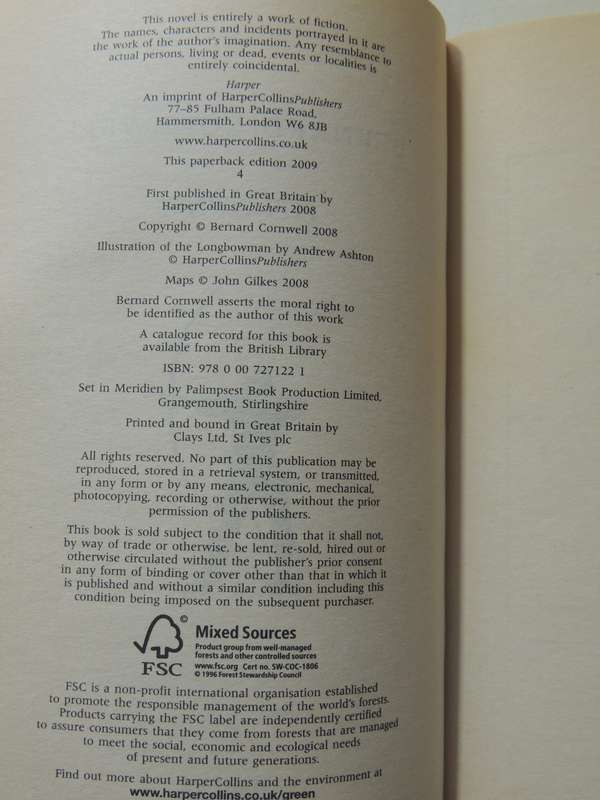 This novel is entirely a work of fiction.
The names, characters and incidents portrayed in it are
the work of the author's imagination. Any resemblance to
actual persons, living or dead, events or localities is
entirely coincidental.
Harper
An imprint of HarperCollinsPublishers
77–85 Fulham Palace Road,
Hammersmith, London W6 8JB
www.harpercollins.co.uk
This paperback edition 2009
4
First published in Great Britain by
HarperCollinsPublishers 2008
Copyright © Bernard Cornwell 2008
Illustration of the Longbowman by Andrew Ashton
© HarperCollinsPublishers
Maps © John Gilkes 2008
Bernard Cornwell asserts the moral right to
be identified as the author of this work
A catalogue record for this book is
available from the British Library
ISBN: 978 0 00 727122 1
Set in Meridien by Palimpsest Book Production Limited,
Grangemouth, Stirlingshire
Printed and bound in Great Britain by
Clays Ltd, St Ives plc
All rights reserved. No part of this publication may be
reproduced, stored in a retrieval system, or transmitted,
in any form or by any means, electronic, mechanical,
photocopying, recording or otherwise, without the prior
permission of the publishers.
This book is sold subject to the condition that it shall not,
by way of trade or otherwise, be lent, re-sold, hired out or
otherwise circulated without the publisher's prior consent
in any form of binding or cover other than that in which it
is published and without a similar condition including this
condition being imposed on the subsequent purchaser.
©
FSC
Mixed Sources
Product group from well-managed
forests and other controlled sources
www.fsc.org Cert no. SW-COC-1806
© 1996 Forest Stewardship Council
FSC is a non-profit international organisation established
to promote the responsible management of the world's forests.
Products carrying the FSC label are independently certified
to assure consumers that they come from forests that are managed
to meet the social, economic and ecological needs
of present and future generations.
Find out more about HarperCollins and the environment at
www.harpercollins.co.uk/green